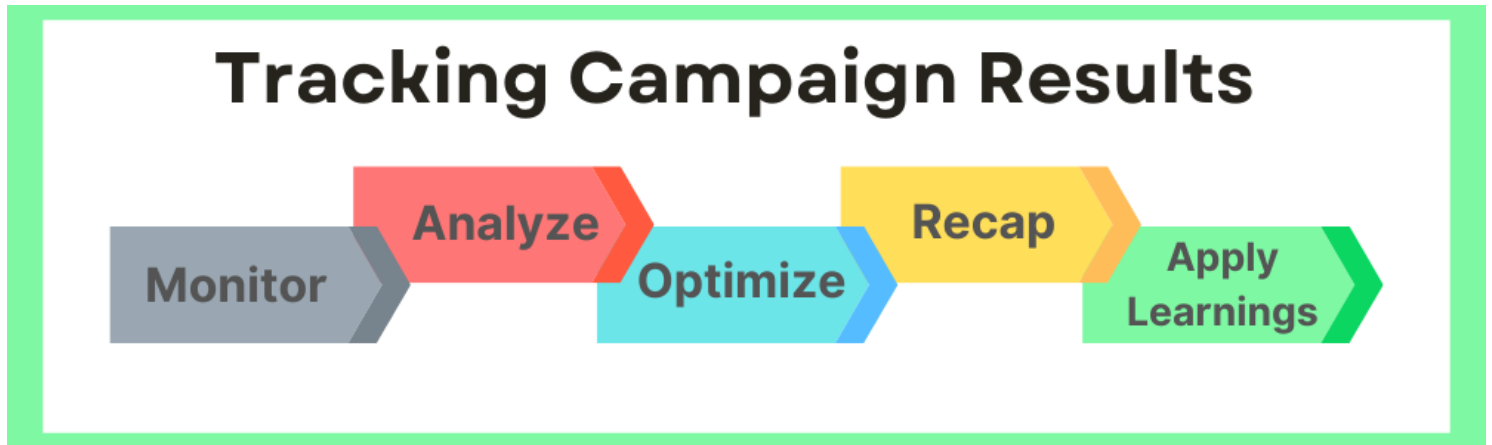 Tracking Campaign Results
Monitor
Analyze
Optimize
Recap
Apply
Learnings